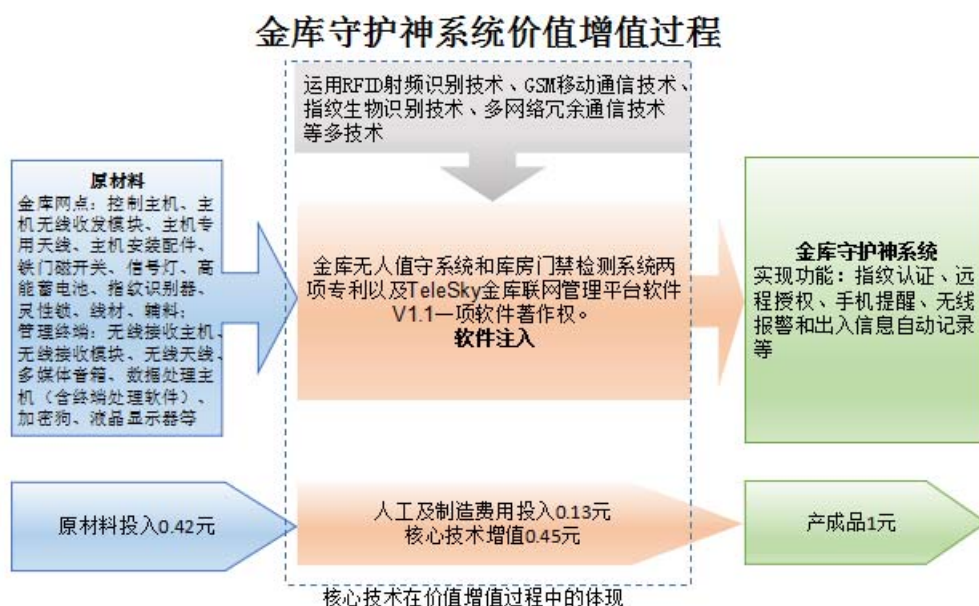 金库守护神系统价值增值过程
运用RFID射频识别技术、GSM移动通信技术、
指纹生物识别技术、多网络冗余通信技术
等多技术
原材料
金库网点：控制主机、主
机无线收发模块、主机专
用天线、主机安装配件、
铁门磁开关、信号灯、高
能蓄电池、指纹识别器、
灵性锁、线材、辅料；
管理终端：无线接收主机、
无线接收模块、无线天线、
多媒体音箱、数据处理主
机（含终端处理软件）、
加密狗、液晶显示器等
金库无人值守系统和库房门禁检测系统两
项专利以及TeleSky金库联网管理平台软件
V1.1一项软件著作权。
软件注入
金库守护神系统
实现功能：指纹认证、远
程授权、手机提醒、无线
报警和出入信息自动记录
等
原材料投入0.42元
人工及制造费用投入0.13元
核心技术增值0.45元
产成品1元
核心技术在价值增值过程中的体现